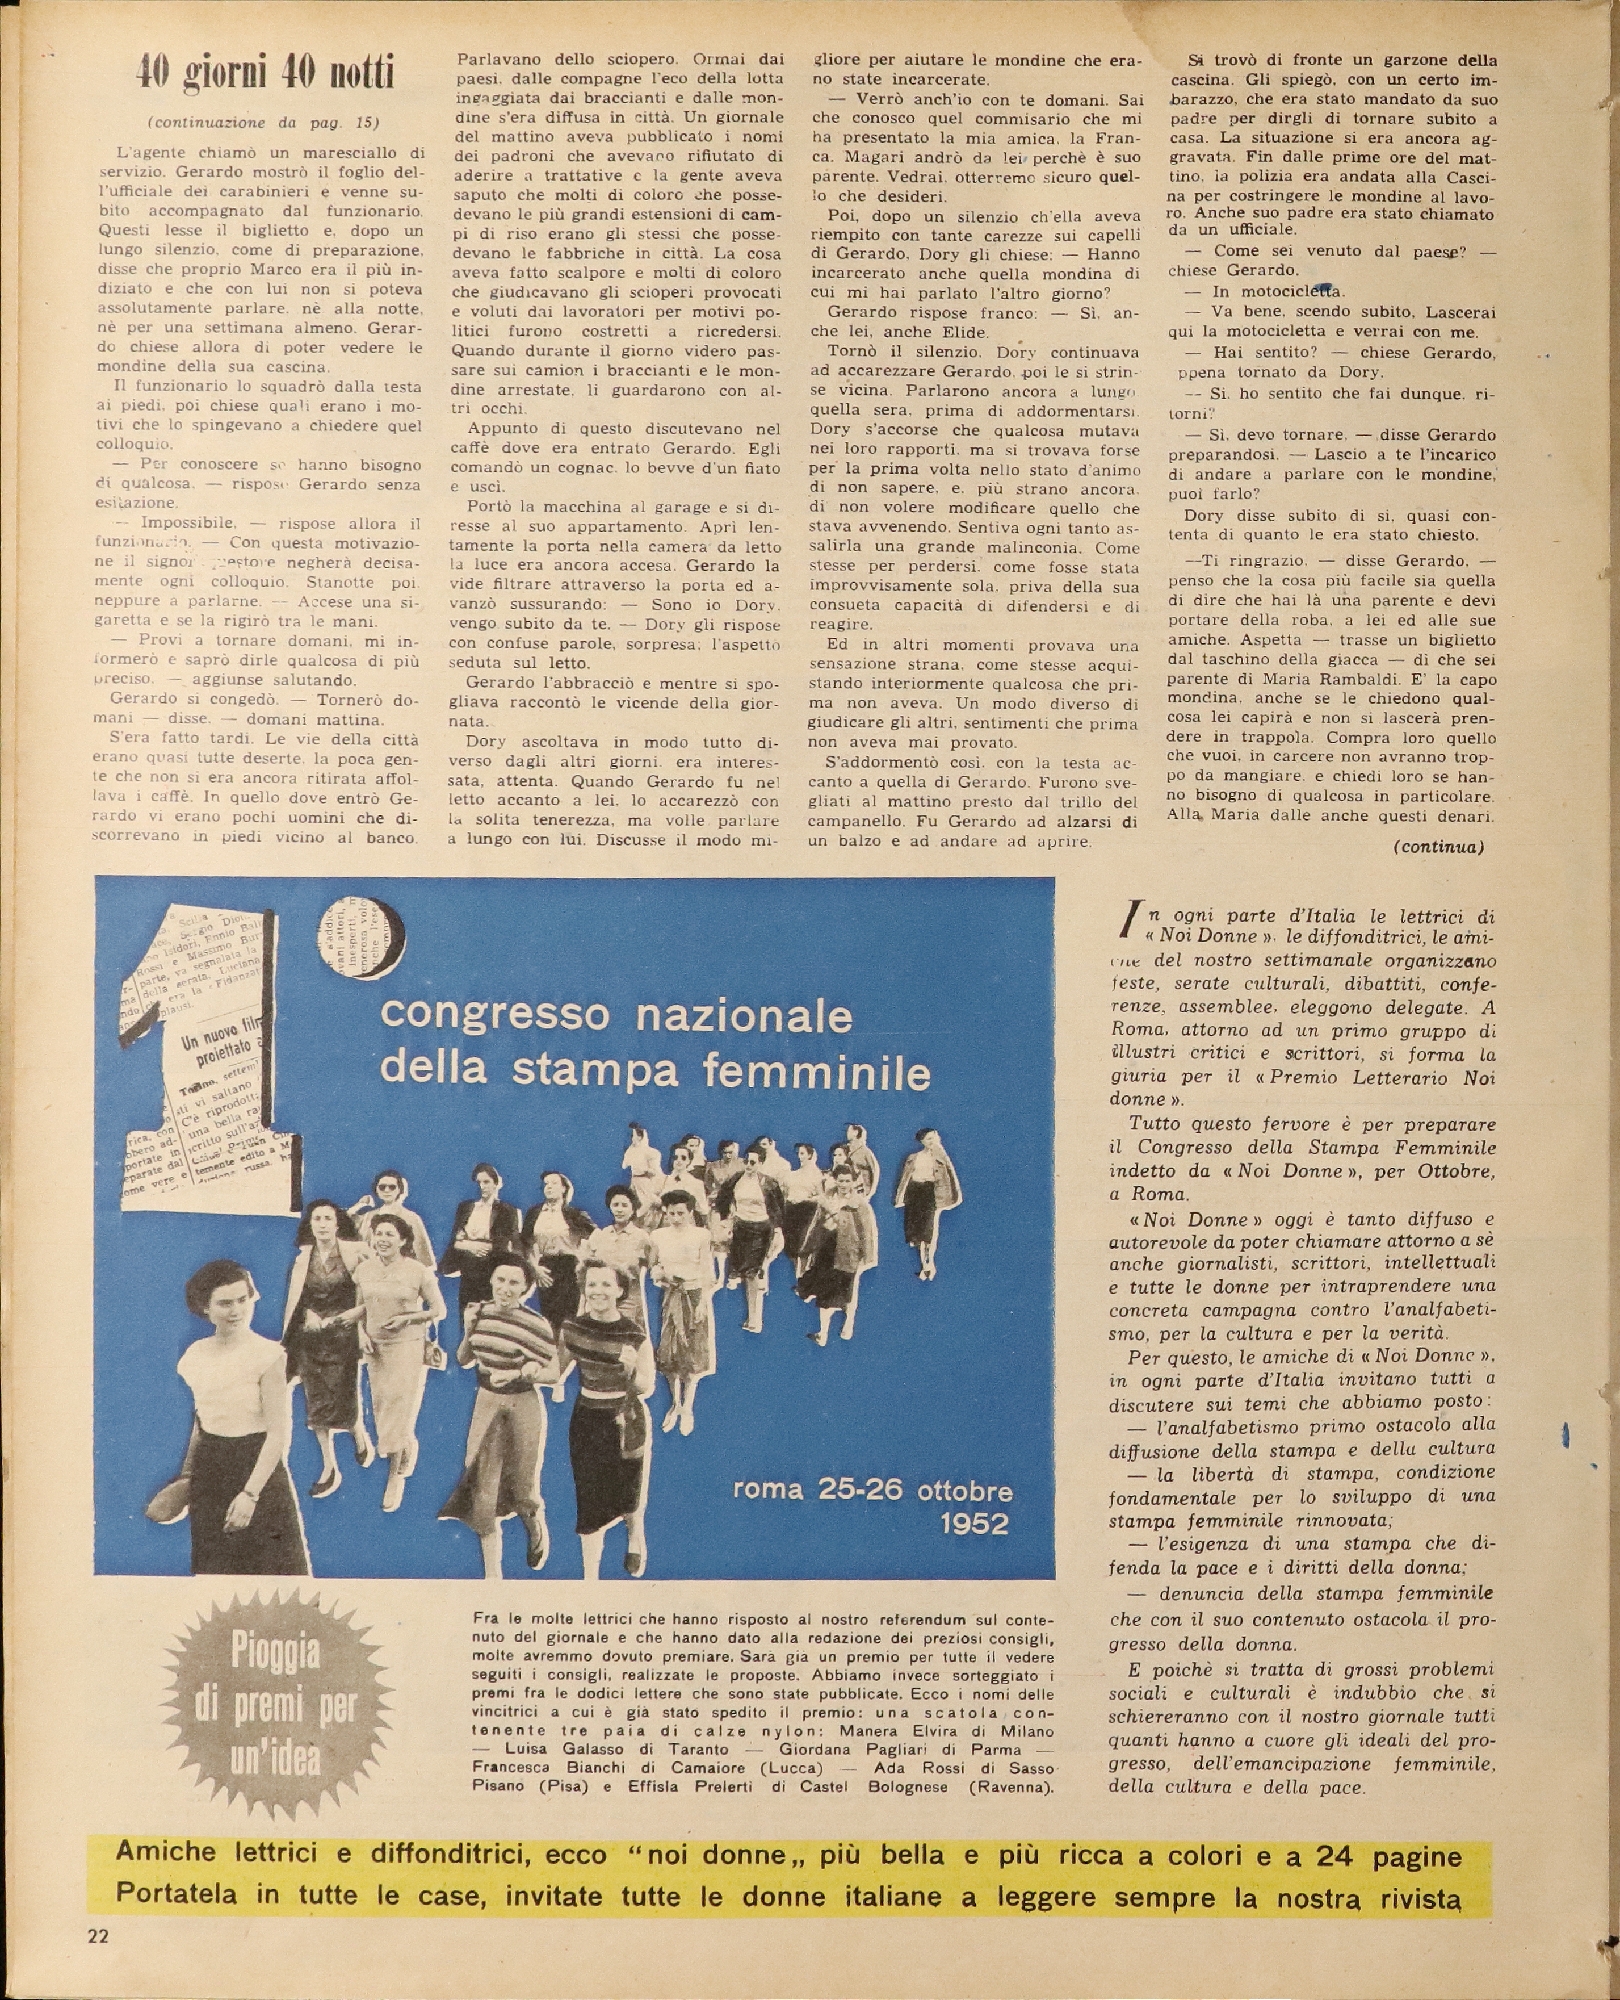 40 giorni 40 notti
(continuazione da pag. 15)
L'agente chiamò un maresciallo di
servizio. Gerardo mostrò il foglio del-
l'ufficiale dei carabinieri e venne su-
bito accompagnato dal funzionario.
Questi lesse il biglietto e, dopo un
lungo silenzio, come di preparazione,
disse che proprio Marco era il più in-
diziato e che con lui non si poteva
assolutamente parlare, nè alla notte,
nè per una settimana almeno. Gerar-
do chiese allora di poter vedere le
mondine della sua cascina.
Il funzionario lo squadrò dalla testa
ai piedi, poi chiese quali erano i mo-
tivi che lo spingevano a chiedere quel
colloquio.
— Per conoscere se hanno bisogno
di qualcosa, — rispose Gerardo senza
esitazione.
— Impossibile, — rispose allora il
funzionario. — Con questa motivazio-
ne il signor questore negherà decisa-
mente ogni colloquio. Stanotte poi
neppure a parlarne. — Accese una si-
garetta e se la rigirò tra le mani.
— Provi a tornare domani, mi in-
formerò e saprò dirle qualcosa di più
preciso, — aggiunse salutando.
Gerardo si congedò. — Tornerò do-
mani — disse, — domani mattina.
S'era fatto tardi. Le vie della città
erano quasi tutte deserte, la poca gen-
te che non si era ancora ritirata affol-
lava i caffè. In quello dove entrò Ge-
rardo vi erano pochi uomini che di-
scorrevano in piedi vicino al banco.
Parlavano dello sciopero. Ormai dai
paesi, dalle compagne l'eco della lotta
ingaggiata dai braccianti e dalle mon-
dine s'era diffusa in città. Un giornale
del mattino aveva pubblicato i nomi
dei padroni che avevano rifiutato di
aderire a trattative e la gente aveva
saputo che molti di coloro che posse-
devano le più grandi estensioni di cam-
pi di riso erano gli stessi che posse-
devano le fabbriche in città. La cosa
aveva fatto scalpore e molti di coloro
che giudicavano gli scioperi provocati
e voluti dai lavoratori per motivi po-
litici furono costretti a ricredersi.
Quando durante il giorno videro pas-
sare sui camion i braccianti e le mon-
dine arrestate, li guardarono con al-
tri occhi.
Appunto di questo discutevano nel
caffè dove era entrato Gerardo. Egli
comandò un cognac, lo bevve d'un fiato
e uscì.
Portò la macchina al garage e si di-
resse al suo appartamento. Aprì len-
tamente la porta nella camera da letto
la luce era ancora accesa. Gerardo la
vide filtrare attraverso la porta ed a-
vanzò sussurando: — Sono io Dory,
vengo subito da te. — Dory gli rispose
con confuse parole, sorpresa, l'aspettò
seduta sul letto.
Gerardo l'abbracciò e mentre si spo-
gliava raccontò le vicende della gior-
nata.
Dory ascoltava in modo tutto di-
verso dagli altri giorni, era interes-
sata, attenta. Quando Gerardo fu nel
letto accanto a lei, lo accarezzò con
la solita tenerezza, ma volle parlare
a lungo con lui. Discusse il modo mi-
gliore per aiutare le mondine che era-
no state incarcerate.
— Verrò anch'io con te domani. Sai
che conosco quel commisario che mi
ha presentato la mia amica, la Fran-
ca. Magari andrò da lei perchè è suo
parente. Vedrai, otterremo sicuro quel-
lo che desideri.
Poi, dopo un silenzio ch'ella aveva
riempito con tante carezze sui capelli
di Gerardo, Dory gli chiese: — Hanno
incarcerato anche quella mondina di
cui mi hai parlato l'altro giorno?
Gerardo rispose franco: — Sì, an-
che lei, anche Elide.
Tornò il silenzio. Dory continuava
ad accarezzare Gerardo, poi le si strin-
se vicina. Parlarono ancora a lungo
quella sera, prima di addormentarsi.
Dory s'accorse che qualcosa mutava
nei loro rapporti, ma si trovava forse
per la prima volta nello stato d'animo
di non sapere, e, più strano ancora,
di non volere modificare quello che
stava avvenendo. Sentiva ogni tanto as-
salirla una grande malinconia. Come
stesse per perdersi, come fosse stata
improvvisamente sola, priva della sua
consueta capacità di difendersi e di
reagire.
Ed in altri momenti provava una
sensazione strana, come stesse acqui-
stando interiormente qualcosa che pri-
ma non aveva. Un modo diverso di
giudicare gli altri, sentimenti che prima
non aveva mai provato.
S'addormentò così, con la testa ac-
canto a quella di Gerardo. Furono sve-
gliati al mattino presto dal trillo del
campanello. Fu Gerardo ad alzarsi di
un balzo e ad andare ad aprire.
Si trovò di fronte un garzone della
cascina. Gli spiegò, con un certo im-
barazzo, che era stato mandato da suo
padre per dirgli di tornare subito a
casa. La situazione si era ancora ag-
gravata. Fin dalle prime ore del mat-
tino, la polizia era andata alla Casci-
na per costringere le mondine al lavo-
ro. Anche suo padre era stato chiamato
da un ufficiale.
— Come sei venuto dal paese? —
chiese Gerardo.
— In motocicletta.
— Va bene, scendo subito, Lascerai
qui la motocicletta e verrai con me.
— Hai sentito? — chiese Gerardo,
ppena tornato da Dory.
— Si, ho sentito che fai dunque, ri-
torni?
— Sì, devo tornare, — disse Gerardo
preparandosi. — Lascio a te l'incarico
di andare a parlare con le mondine,
puoi farlo?
Dory disse subito di si, quasi con-
tenta di quanto le era stato chiesto.
—Ti ringrazio, — disse Gerardo, —
penso che la cosa più facile sia quella
di dire che hai là una parente e devi
portare della roba, a lei ed alle sue
amiche. Aspetta — trasse un biglietto
dal taschino della giacca — di che sei
parente di Maria Rambaldi. E' la capo
mondina, anche se le chiedono qual-
cosa lei capirà e non si lascerà pren-
dere in trappola. Compra loro quello
che vuoi, in carcere non avranno trop-
po da mangiare, e chiedi loro se han-
no bisogno di qualcosa in particolare.
Alla Maria dalle anche questi denari.
(continua)
1°
Un nuovo film
proiettato
congresso nazionale
della stampa femminile
roma 25-26 ottobre
1952
In ogni parte d'Italia le lettrici di
« Noi Donne », le diffonditrici, le ami-
che del nostro settimanale organizzano
feste, serate culturali, dibattiti, confe-
renze, assemblee, eleggono delegate. A
Roma, attorno ad un primo gruppo di
illustri critici e scrittori, si forma la
giuria per il « Premio Letterario Noi
donne ».
Tutto questo fervore è per preparare
il Congresso della Stampa Femminile
indetto da « Noi Donne », per Ottobre,
a Roma.
« Noi Donne » oggi è tanto diffuso e
autorevole da poter chiamare attorno a sè
anche giornalisti, scrittori, intellettuali
e tutte le donne per intraprendere una
concreta campagna contro l'analfabeti-
smo, per la cultura e per la verità.
Per questo, le amiche di « Noi Donne »,
in ogni parte d'Italia invitano tutti a
discutere sui temi che abbiamo posto:
— l'analfabetismo primo ostacolo alla
diffusione della stampa e della cultura
— la libertà di stampa, condizione
fondamentale per lo sviluppo di una
stampa femminile rinnovata;
— l'esigenza di una stampa che di-
fenda la pace e i diritti della donna;
— denuncia della stampa femminile
che con il suo contenuto ostacola il pro-
gresso della donna.
E poichè si tratta di grossi problemi
sociali e culturali è indubbio che si
schiereranno con il nostro giornale tutti
quanti hanno a cuore gli ideali del pro-
gresso, dell'emancipazione femminile,
della cultura e della pace.
Pioggia
di premi per
un'idea
Fra le molte lettrici che hanno risposto al nostro referendum sul conte-
nuto del giornale e che hanno dato alla redazione dei preziosi consigli,
molte avremmo dovuto premiare. Sarà già un premio per tutte il vedere
seguiti i consigli, realizzate le proposte. Abbiamo invece sorteggiato i
premi fra le dodici lettere che sono state pubblicate. Ecco i nomi delle
vincitrici a cui è già stato spedito il premio: una scatola con-
tenente tre paia di calze nylon: Manera Elvira di Milano
— Luisa Galasso di Taranto — Giordana Pagliari di Parma —
Francesca Bianchi di Camaiore (Lucca) — Ada Rossi di Sasso
Pisano (Pisa) e Effisla Prelerti di Castel Bolognese (Ravenna).
Amiche lettrici e diffonditrici, ecco “noi donne„ più bella e più ricca a colori e a 24 pagine
Portatela in tutte le case, invitate tutte le donne italiane a leggere sempre la nostra rivista
22